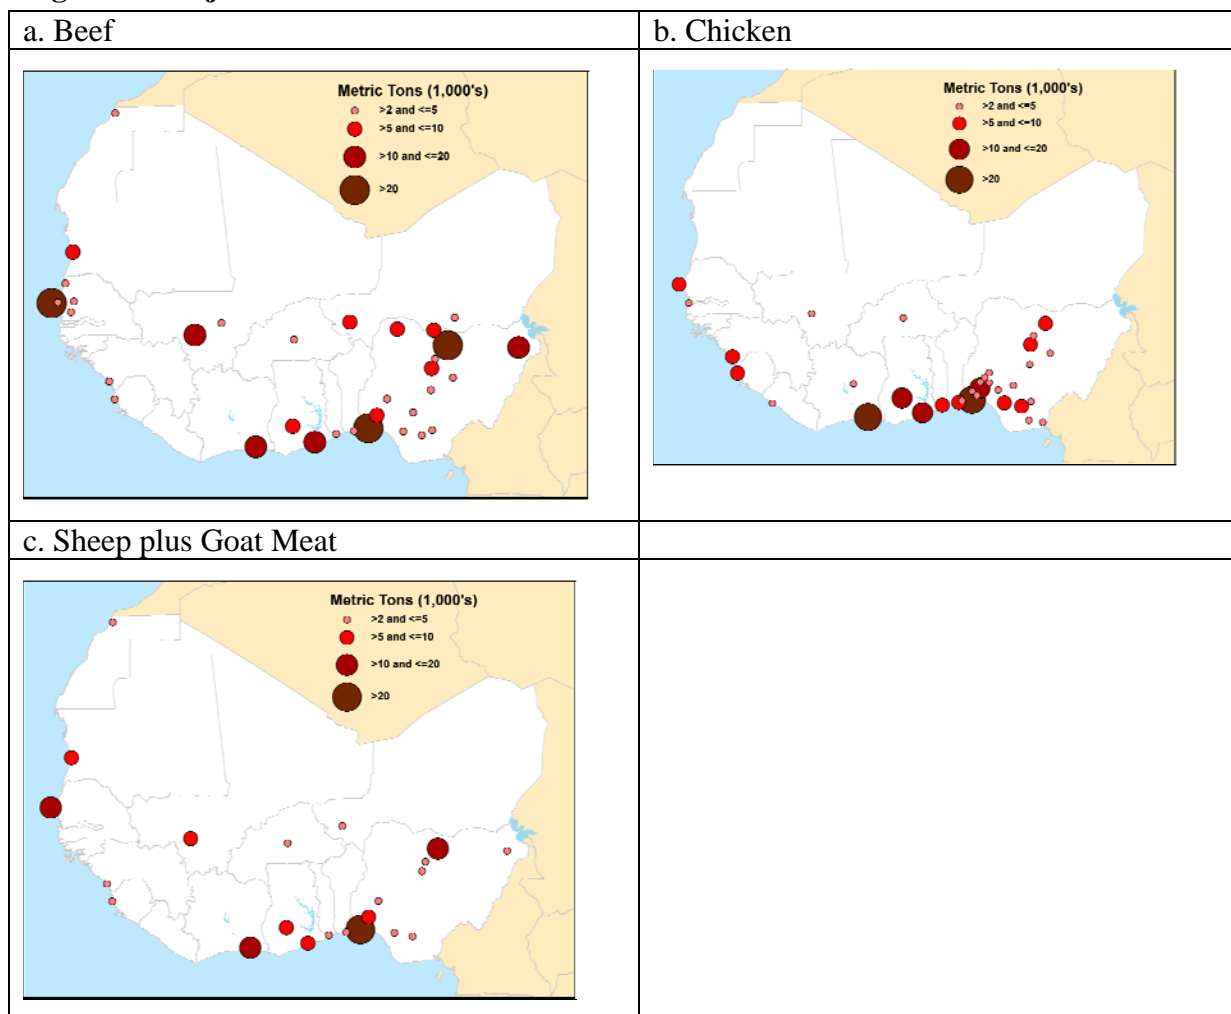 a. Beef
b. Chicken
Metric Tons (1,000's)
>2 and <=5
>5 and <=10
>10 and <=20
>20
Metric Tons (1,000's)
>2 and <=5
>5 and <=10
>10 and <=20
>20
c. Sheep plus Goat Meat
Metric Tons (1,000's)
>2 and <=5
>5 and <=10
>10 and <=20
>20